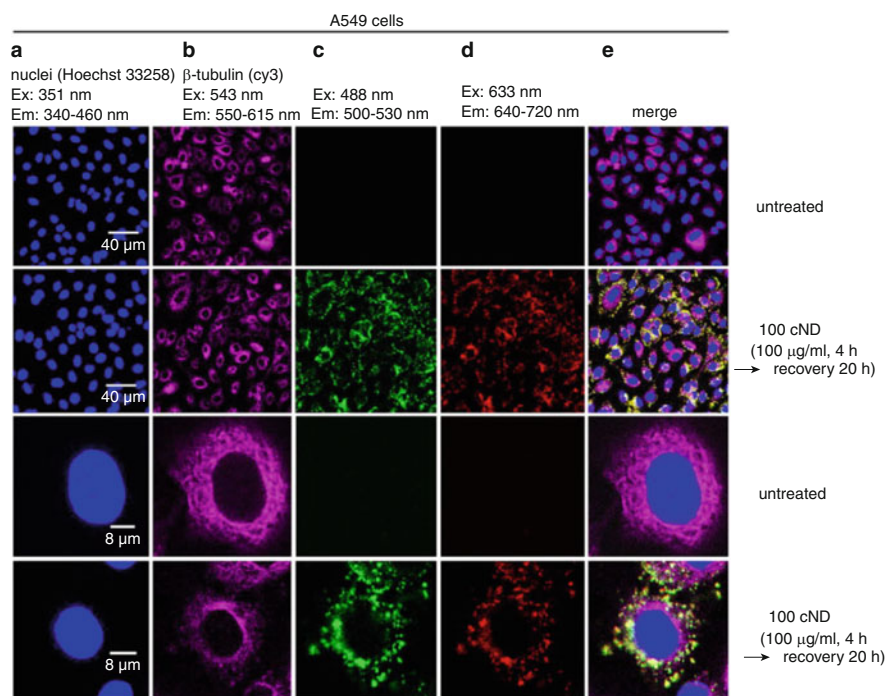 A549 cells
a
b
c
d
e
nuclei (Hoechst 33258)
Ex: 351 nm
Em: 340-460 nm
β-tubulin (cy3)
Ex: 543 nm
Em: 550-615 nm
Ex: 488 nm
Em: 500-530 nm
Ex: 633 nm
Em: 640-720 nm
merge
40 μm
untreated
40 μm
100 cND
(100 μg/ml, 4 h
→ recovery 20 h)
8 μm
untreated
8 μm
100 cND
(100 μg/ml, 4 h
→ recovery 20 h)